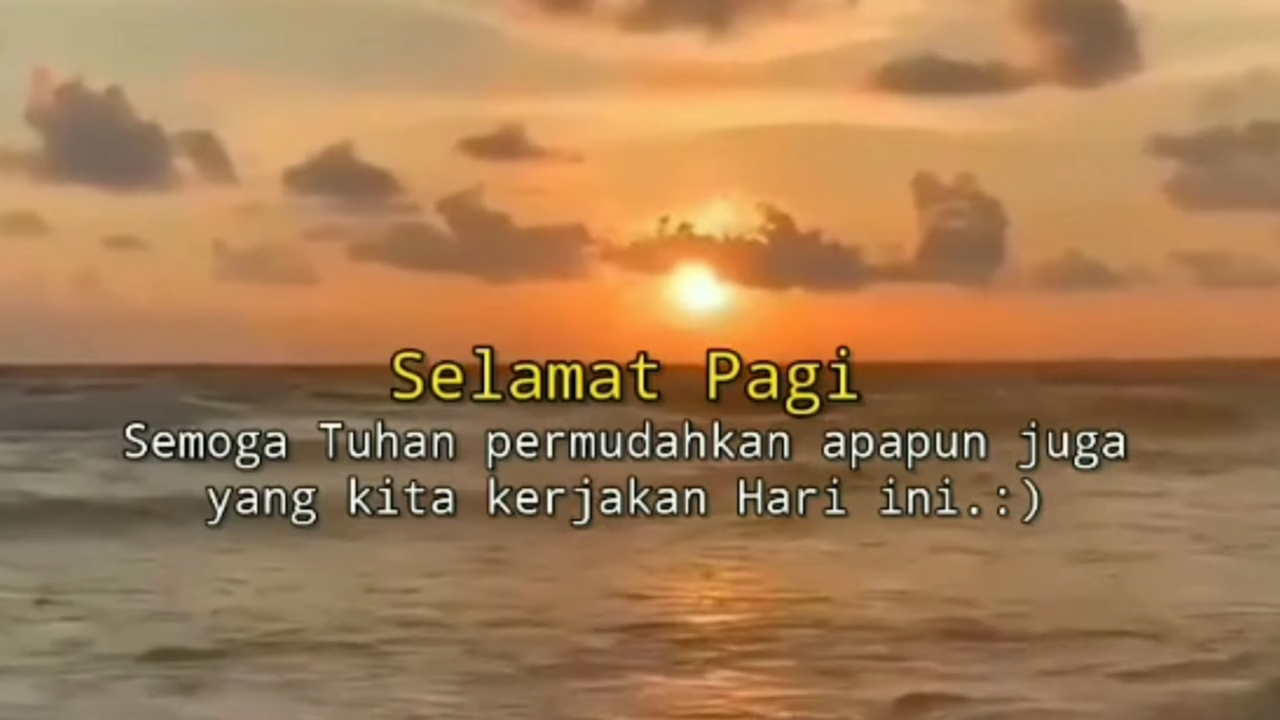 Selamat Pagi
Semoga Tuhan permudahkan apapun juga
yang kita kerjakan Hari ini.:)